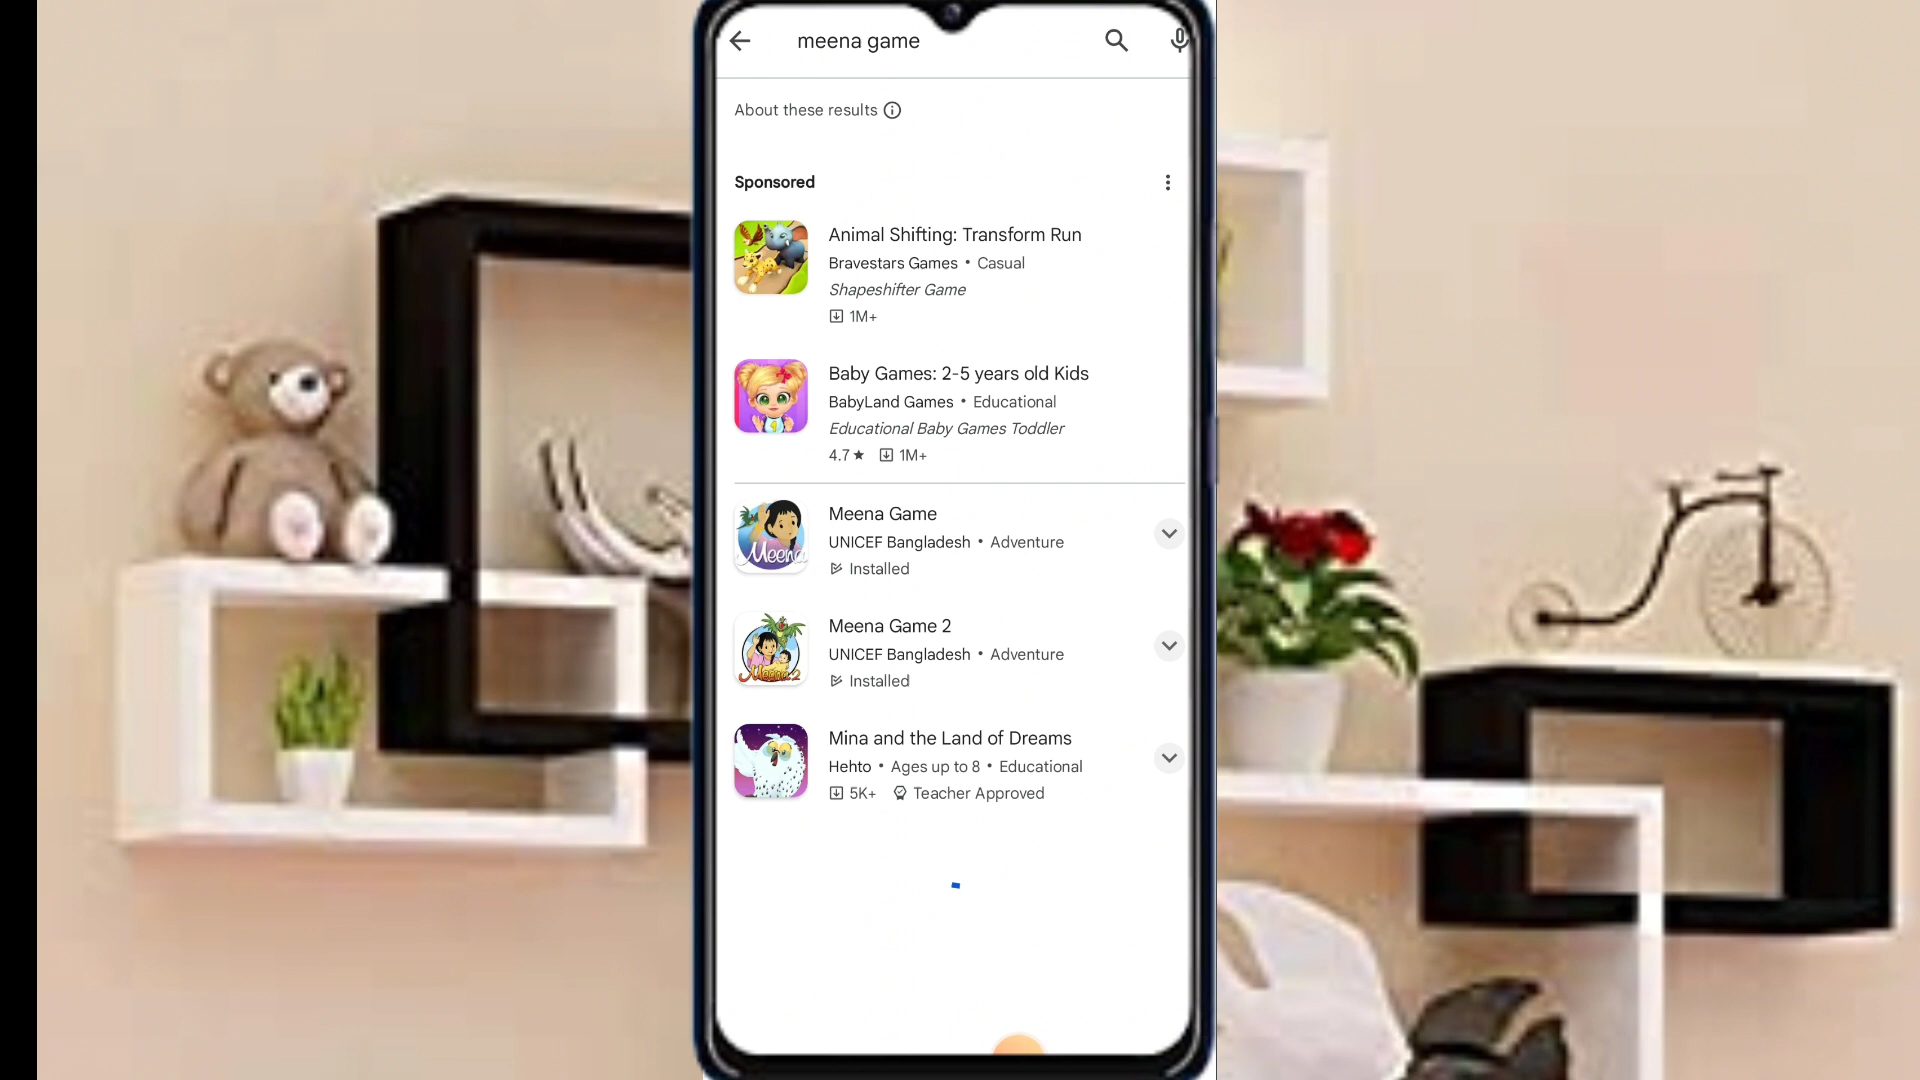 meena game
About these results
Sponsored
Animal Shifting: Transform Run
Bravestars Games • Casual
Shapeshifter Game
1M+
Baby Games: 2-5 years old Kids
BabyLand Games • Educational
Educational Baby Games Toddler
4.7★ 1M+
Meena
Meena Game
UNICEF Bangladesh • Adventure
Installed
Meena 2
Meena Game 2
UNICEF Bangladesh • Adventure
Installed
Mina and the Land of Dreams
Hehto • Ages up to 8 • Educational
5K+ Teacher Approved